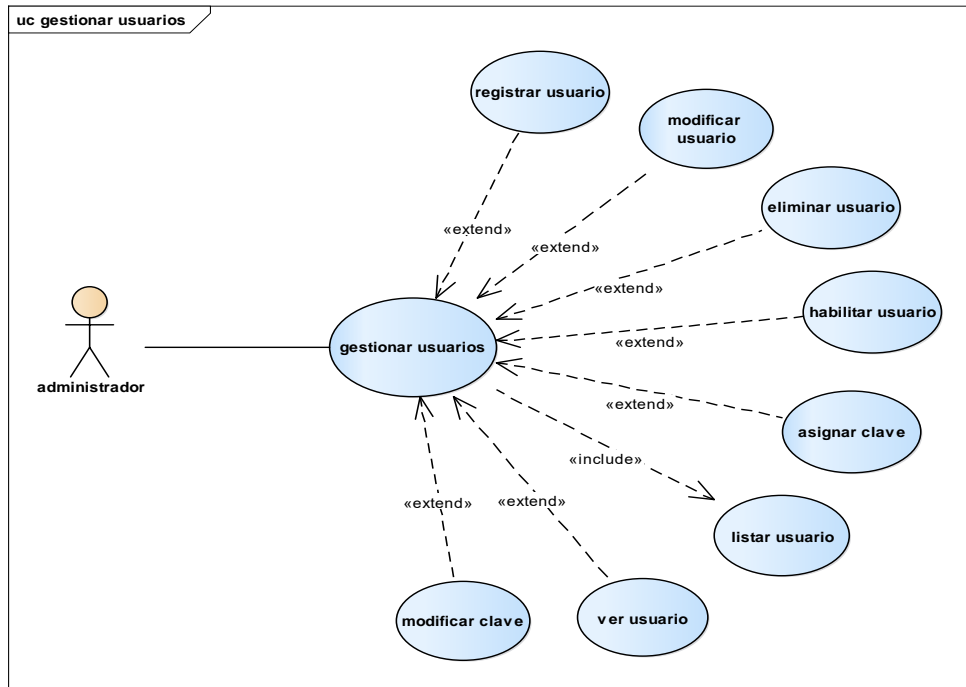 uc gestionar usuarios
registrar usuario
modificar
usuario
eliminar usuario
«extend»
«extend»
«extend»
habilitar usuario
«extend»
gestionar usuarios
administrador
«extend»
asignar clave
«include»
«extend»
«extend»
listar usuario
modificar clave
ver usuario